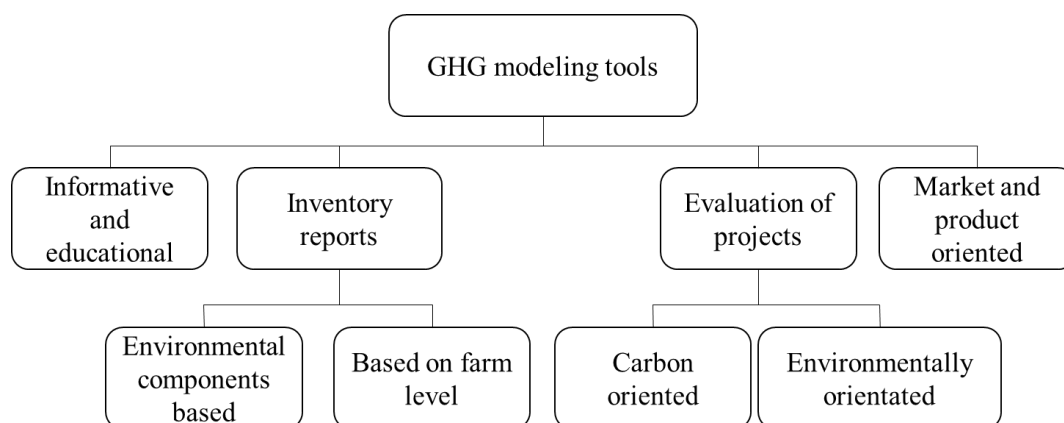 GHG modeling tools
Informative
and
educational
Inventory
reports
Evaluation of
projects
Market and
product
oriented
Environmental
components
based
Based on farm
level
Carbon
oriented
Environmentally
orientated